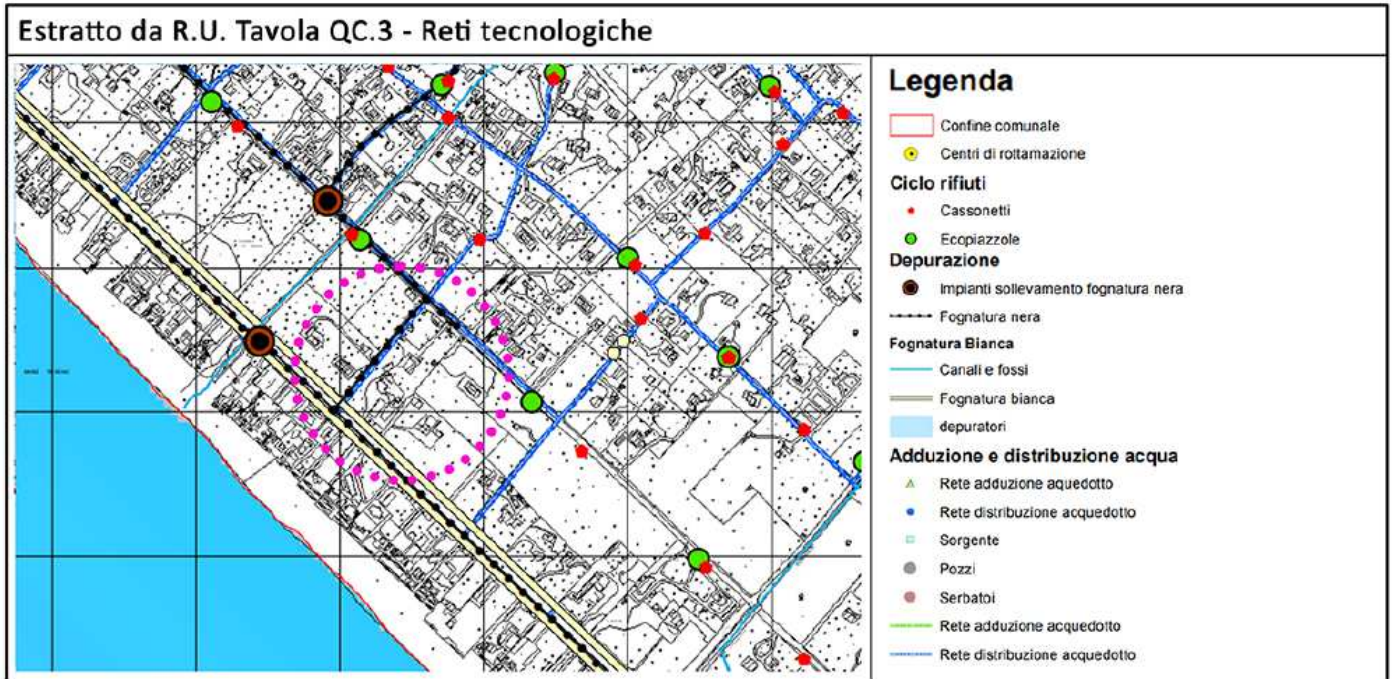 Estratto da R.U. Tavola QC.3 - Reti tecnologiche
Legenda
Confine comunale
Centri di rottamazione
Ciclo rifiuti
Cassonetti
Ecopiazzole
Depurazione
Impianti sollevamento fognatura nera
Fognatura nera
Fognatura Bianca
Canali e fossi
Fognatura bianca
depuratori
Adduzione e distribuzione acqua
Rete adduzione aquedotto
Rete distribuzione acquedotto
Sorgente
Pozzi
Serbatoi
Rete adduzione acquedotto
Rete distribuzione acquedotto